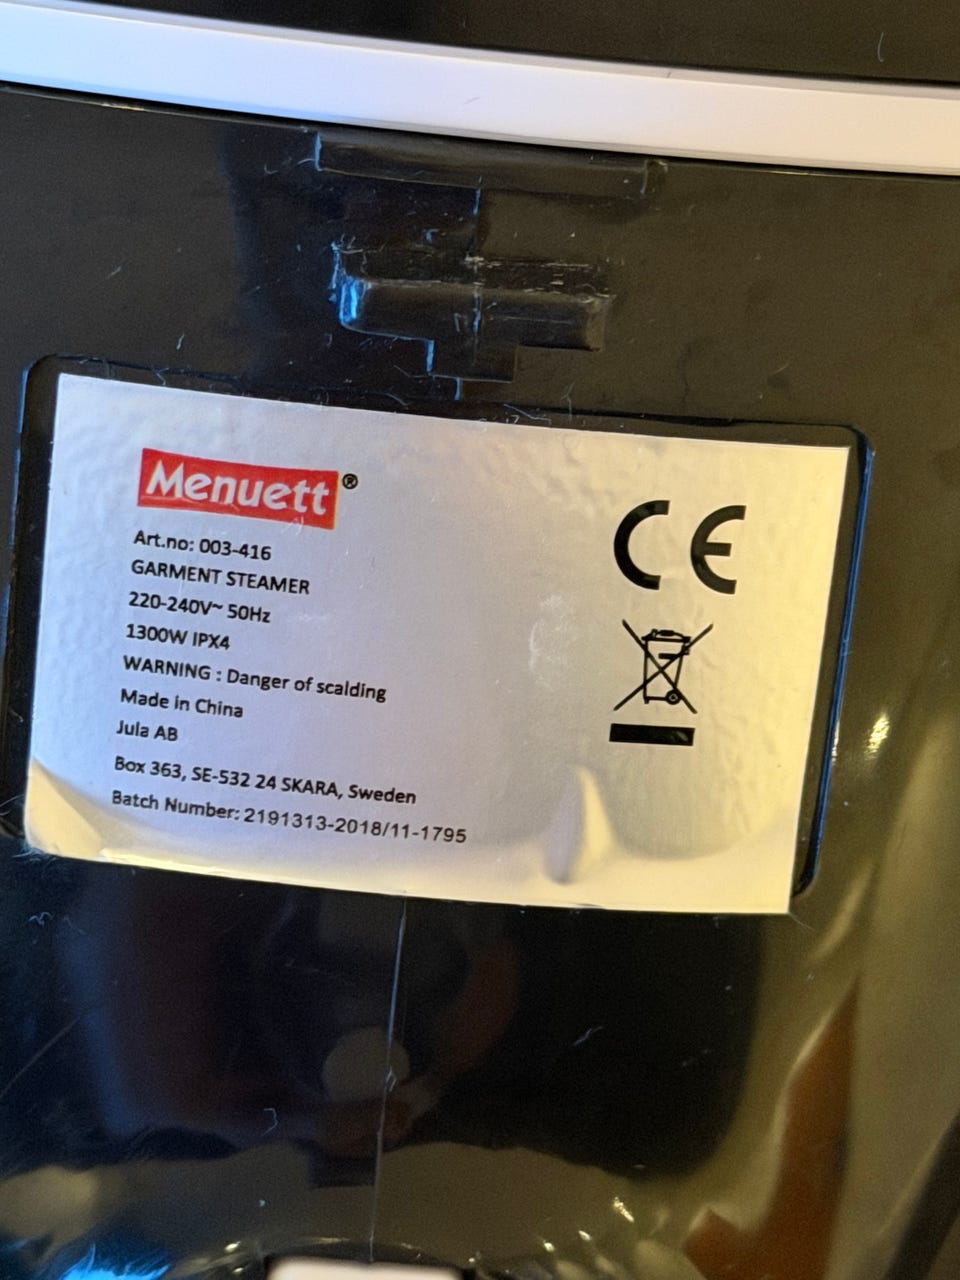 Menuett®
Art.no: 003-416
GARMENT STEAMER
220-240V~ 50Hz
1300W IPX4
WARNING : Danger of scalding
Made in China
Jula AB
Box 363, SE-532 24 SKARA, Sweden
Batch Number: 2191313-2018/11-1795
CE